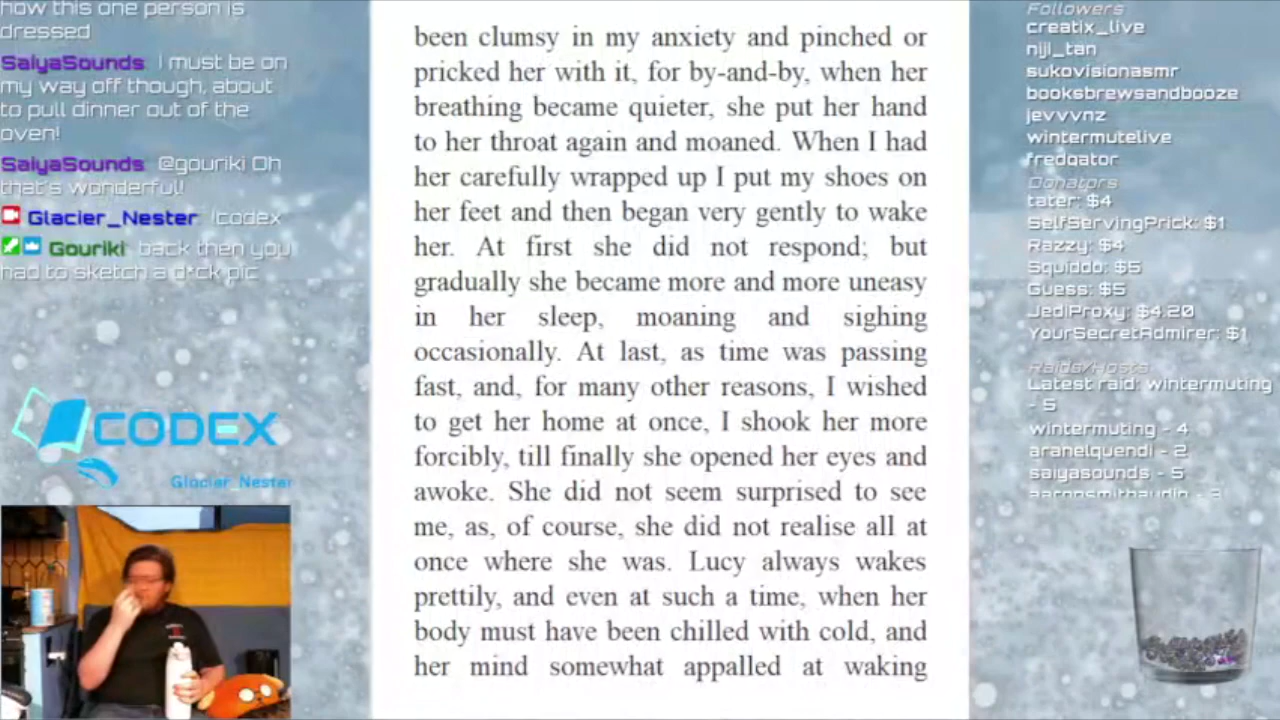 how this one person is
dressed
SaiyaSounds: I must be on
my way off though, about
to pull dinner out of the
oven!
SaiyaSounds: @gouriki Oh
that's wonderful!
Glacier_Nester: !codex
Gouriki: back then you
had to sketch a d*ck pic
CODEX
Glacier_Nester
been clumsy in my anxiety and pinched or
pricked her with it, for by-and-by, when her
breathing became quieter, she put her hand
to her throat again and moaned. When I had
her carefully wrapped up I put my shoes on
her feet and then began very gently to wake
her. At first she did not respond; but
gradually she became more and more uneasy
in her sleep, moaning and sighing
occasionally. At last, as time was passing
fast, and, for many other reasons, I wished
to get her home at once, I shook her more
forcibly, till finally she opened her eyes and
awoke. She did not seem surprised to see
me, as, of course, she did not realise all at
once where she was. Lucy always wakes
prettily, and even at such a time, when her
body must have been chilled with cold, and
her mind somewhat appalled at waking
Followers
creatix_live
niji_tan
sukovisionasmr
booksbrewsandbooze
jevvvnz
wintermutelive
fredgator
Donators
tater: $4
SelfServingPrick: $1
Razzy: $4
Squiddo: $5
Guess: $5
JediProxy: $4.20
YourSecretAdmirer: $1
Raids/Hosts
Latest raid: wintermuting
- 5
wintermuting - 4
aranelquendi - 2
saiyasounds - 5